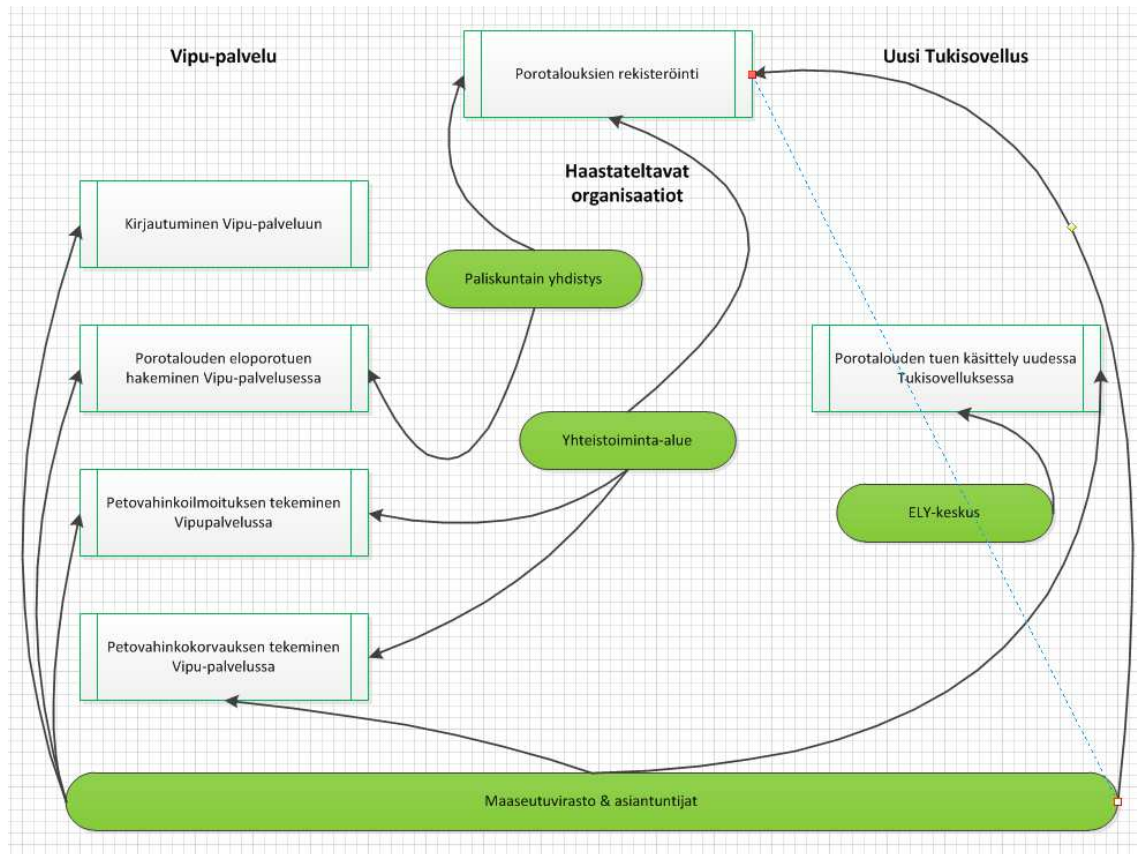 Vipu-palvelu
Porotalouksien rekisteröinti
Uusi Tukisovellus
Haastateltavat
organisaatiot
Kirjautuminen Vipu-palveluun
Paliskuntain yhdistys
Porotalouden eloporotuen
hakeminen Vipu-palvelusessa
Porotalouden tuen käsittely uudessa
Tukisovelluksessa
Yhteistoiminta-alue
Petovahinkoilmoituksen tekeminen
Vipupalvelussa
ELY-keskus
Petovahinkokorvauksen tekeminen
Vipu-palvelussa
Maaseutuvirasto & asiantuntijat